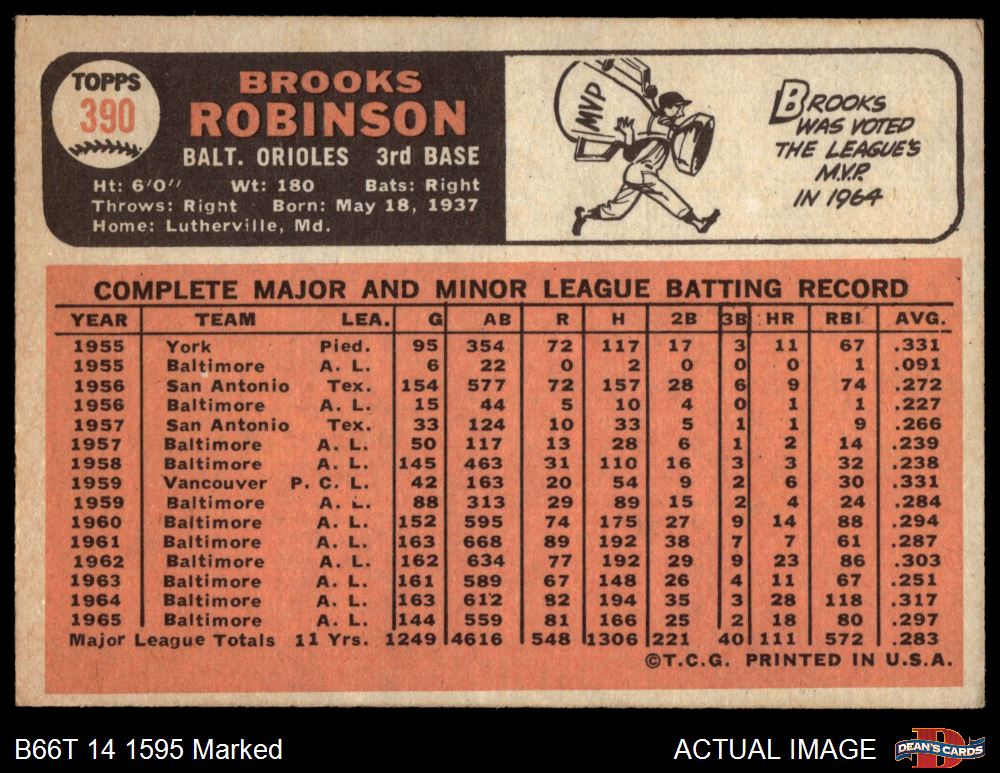 TOPPS
390
BROOKS
ROBINSON
BALT. ORIOLES 3rd BASE
Ht: 6'0" Wt: 180 Bats: Right
Throws: Right Born: May 18, 1937
Home: Lutherville, Md.
MVP
BROOKS
WAS VOTED
THE LEAGUE'S
M.V.P.
IN 1964
COMPLETE MAJOR AND MINOR LEAGUE BATTING RECORD
YEAR TEAM LEA. G AB R H 2B 3B HR RBI AVG.
1955 York Pied. 95 354 72 117 17 3 11 67 .331
1955 Baltimore A. L. 6 22 0 2 0 0 0 1 .091
1956 San Antonio Tex. 154 577 72 157 28 6 9 74 .272
1956 Baltimore A. L. 15 44 5 10 4 0 1 1 .227
1957 San Antonio Tex. 33 124 10 33 5 1 1 9 .266
1957 Baltimore A. L. 50 117 13 28 6 1 2 14 .239
1958 Baltimore A. L. 145 463 31 110 16 3 3 32 .238
1959 Vancouver P. C. L. 42 163 20 54 9 2 6 30 .331
1959 Baltimore A. L. 88 313 29 89 15 2 4 24 .284
1960 Baltimore A. L. 152 595 74 175 27 9 14 88 .294
1961 Baltimore A. L. 163 668 89 192 38 7 7 61 .287
1962 Baltimore A. L. 162 634 77 192 29 9 23 86 .303
1963 Baltimore A. L. 161 589 67 148 26 4 11 67 .251
1964 Baltimore A. L. 163 612 82 194 35 3 28 118 .317
1965 Baltimore A. L. 144 559 81 166 25 2 18 80 .297
Major League Totals 11 Yrs. 1249 4616 548 1306 221 40 111 572 .283
©T.C.G. PRINTED IN U.S.A.
B66T 14 1595 Marked
ACTUAL IMAGE
DEAN'S CARDS